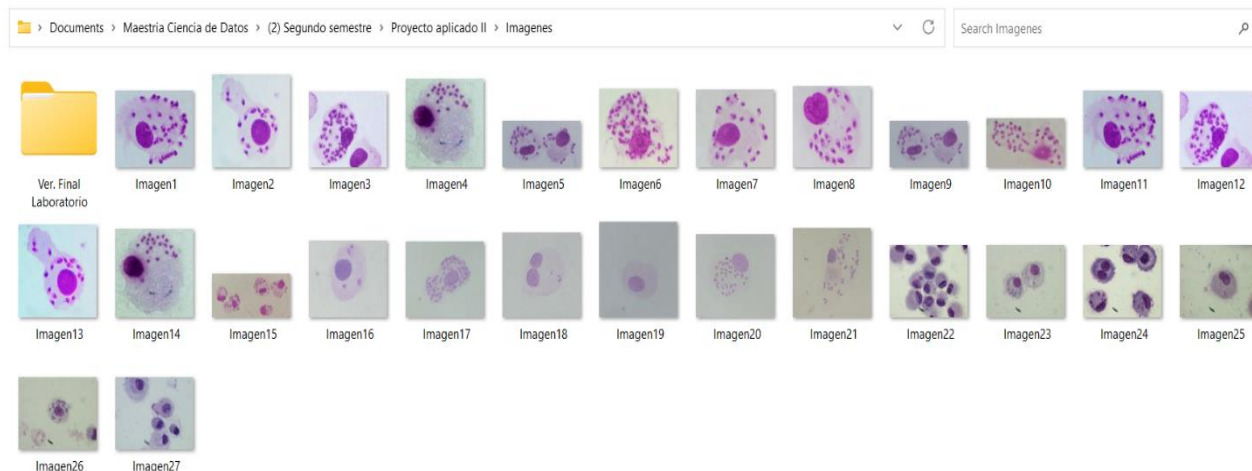 Documents > Maestria Ciencia de Datos > (2) Segundo semestre > Proyecto aplicado II > Imagenes
Search Imagenes
Ver. Final
Laboratorio
Imagen1
Imagen2
Imagen3
Imagen4
Imagen5
Imagen6
Imagen7
Imagen8
Imagen9
Imagen10
Imagen11
Imagen12
Imagen13
Imagen14
Imagen15
Imagen16
Imagen17
Imagen18
Imagen19
Imagen20
Imagen21
Imagen22
Imagen23
Imagen24
Imagen25
Imagen26
Imagen27